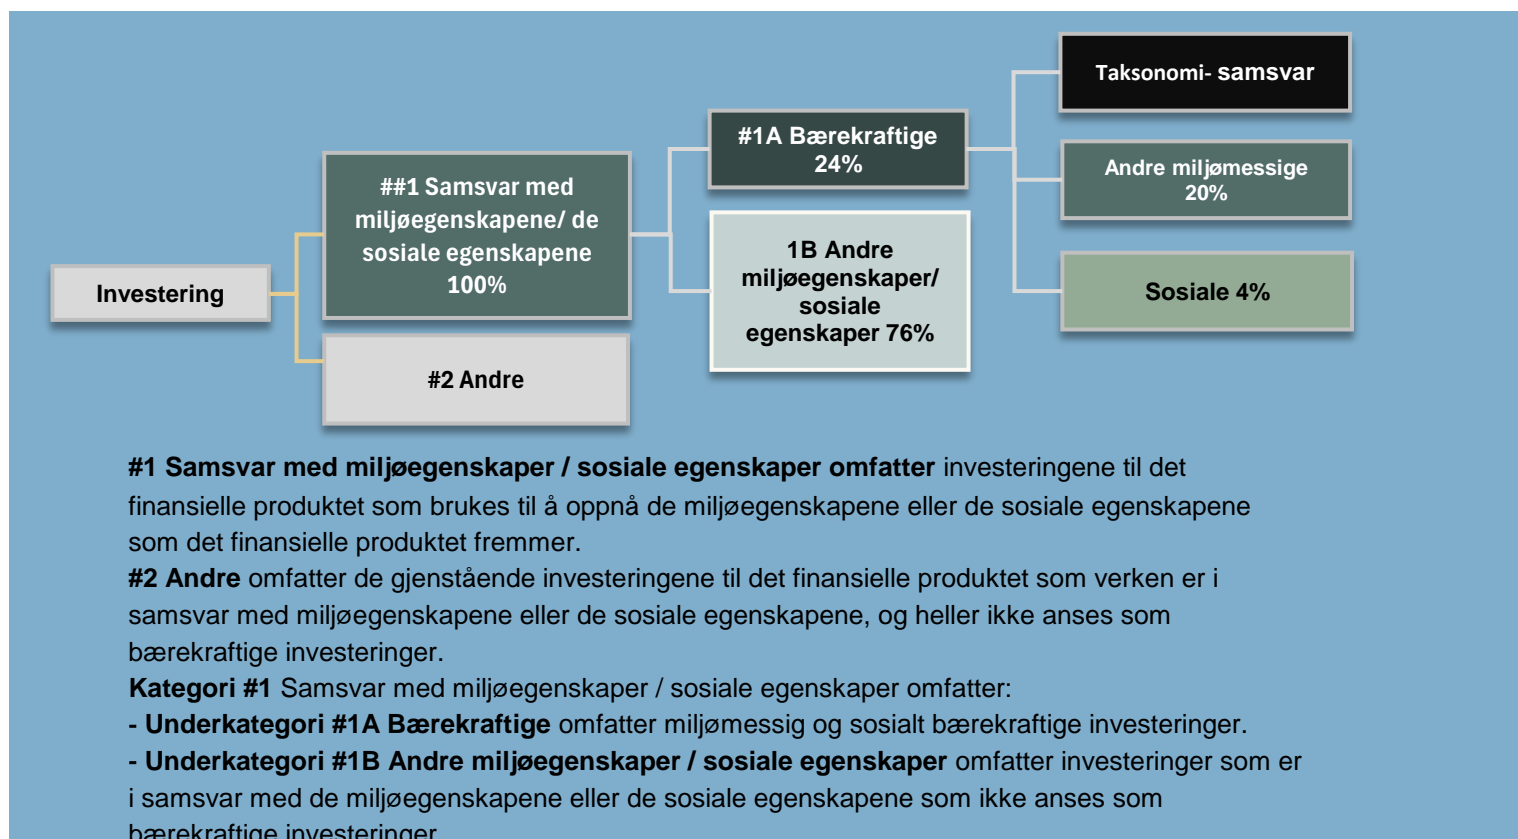 Taksonomi- samsvar
#1A Bærekraftige
24%
Andre miljømessige
20%
##1 Samsvar med
miljøegenskapene/ de
sosiale egenskapene
100%
1B Andre
miljøegenskaper/
sosiale
egenskaper 76%
Investering
Sosiale 4%
#2 Andre
#1 Samsvar med miljøegenskaper / sosiale egenskaper omfatter investeringene til det
finansielle produktet som brukes til å oppnå de miljøegenskapene eller de sosiale egenskapene
som det finansielle produktet fremmer.
#2 Andre omfatter de gjenstående investeringene til det finansielle produktet som verken er i
samsvar med miljøegenskapene eller de sosiale egenskapene, og heller ikke anses som
bærekraftige investeringer.
Kategori #1 Samsvar med miljøegenskaper / sosiale egenskaper omfatter:
- Underkategori #1A Bærekraftige omfatter miljømessig og sosialt bærekraftige investeringer.
- Underkategori #1B Andre miljøegenskaper / sosiale egenskaper omfatter investeringer som er
i samsvar med de miljøegenskapene eller de sosiale egenskapene som ikke anses som
bærekraftige investeringer